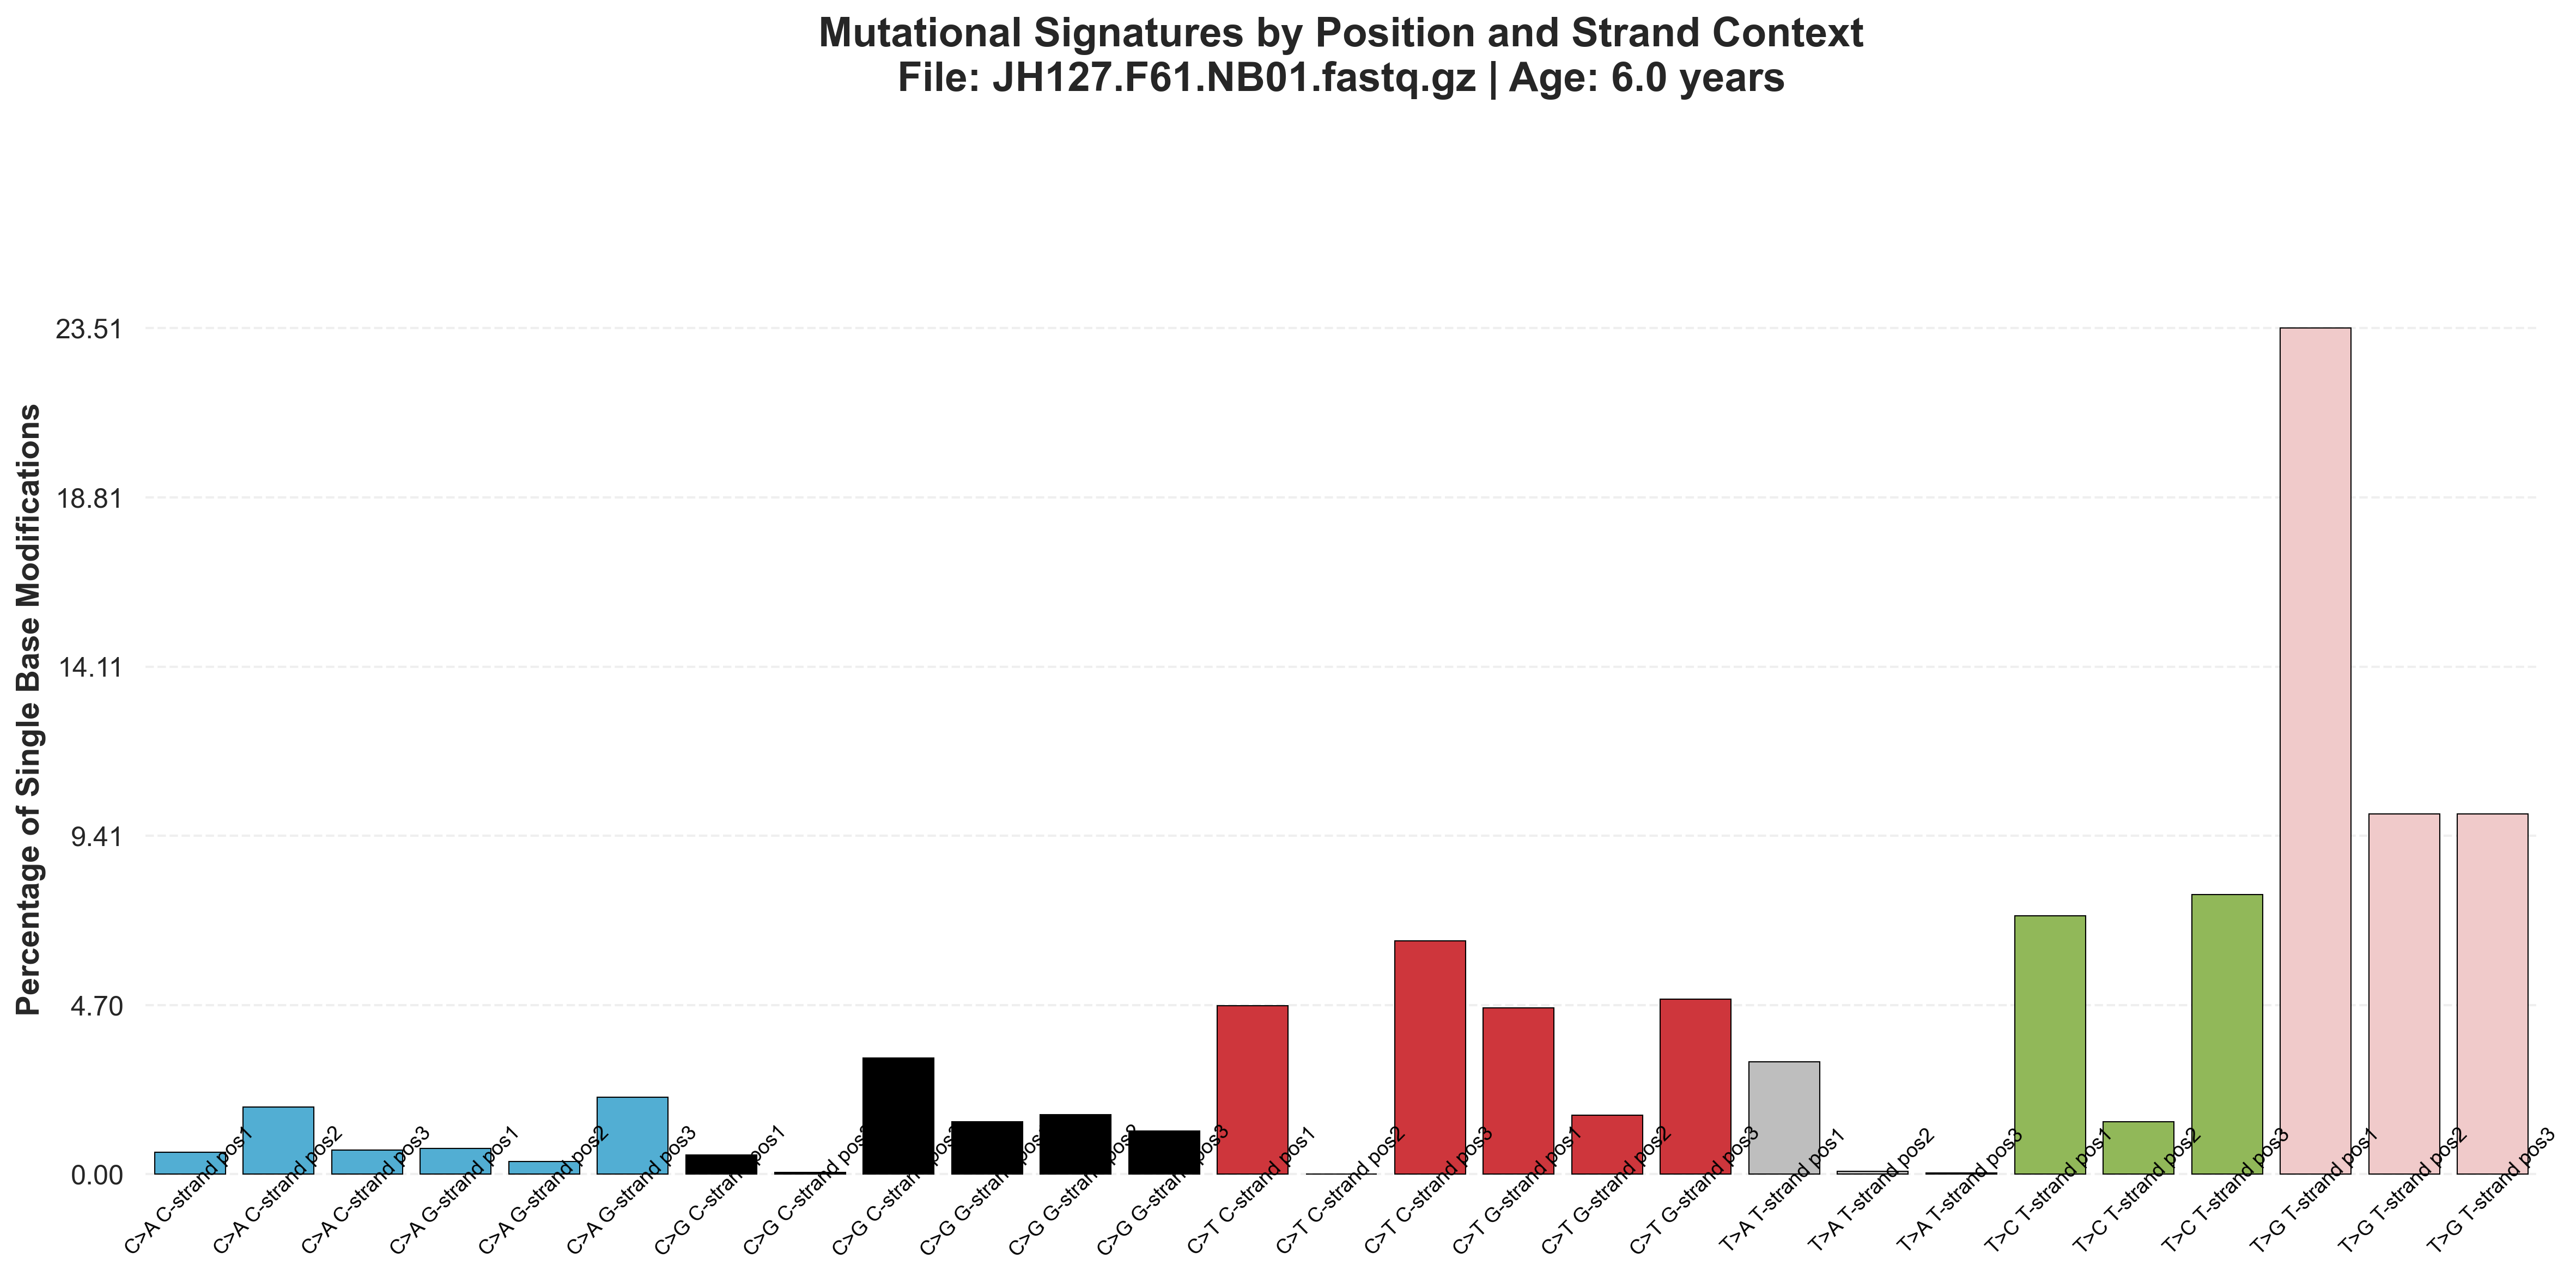 Mutational Signatures by Position and Strand Context
File: JH127.F61.NB01.fastq.gz | Age: 6.0 years
Percentage of Single Base Modifications
23.51
18.81
14.11
9.41
4.70
0.00
C>A C-strand pos1
C>A C-strand pos2
C>A C-strand pos3
C>A G-strand pos1
C>A G-strand pos2
C>A G-strand pos3
C>G C-strand pos1
C>G C-strand pos2
C>G C-strand pos3
C>G G-strand pos1
C>G G-strand pos2
C>G G-strand pos3
C>T C-strand pos1
C>T C-strand pos2
C>T C-strand pos3
C>T G-strand pos1
C>T G-strand pos2
C>T G-strand pos3
T>A T-strand pos1
T>A T-strand pos2
T>A T-strand pos3
T>C T-strand pos1
T>C T-strand pos2
T>C T-strand pos3
T>G T-strand pos1
T>G T-strand pos2
T>G T-strand pos3